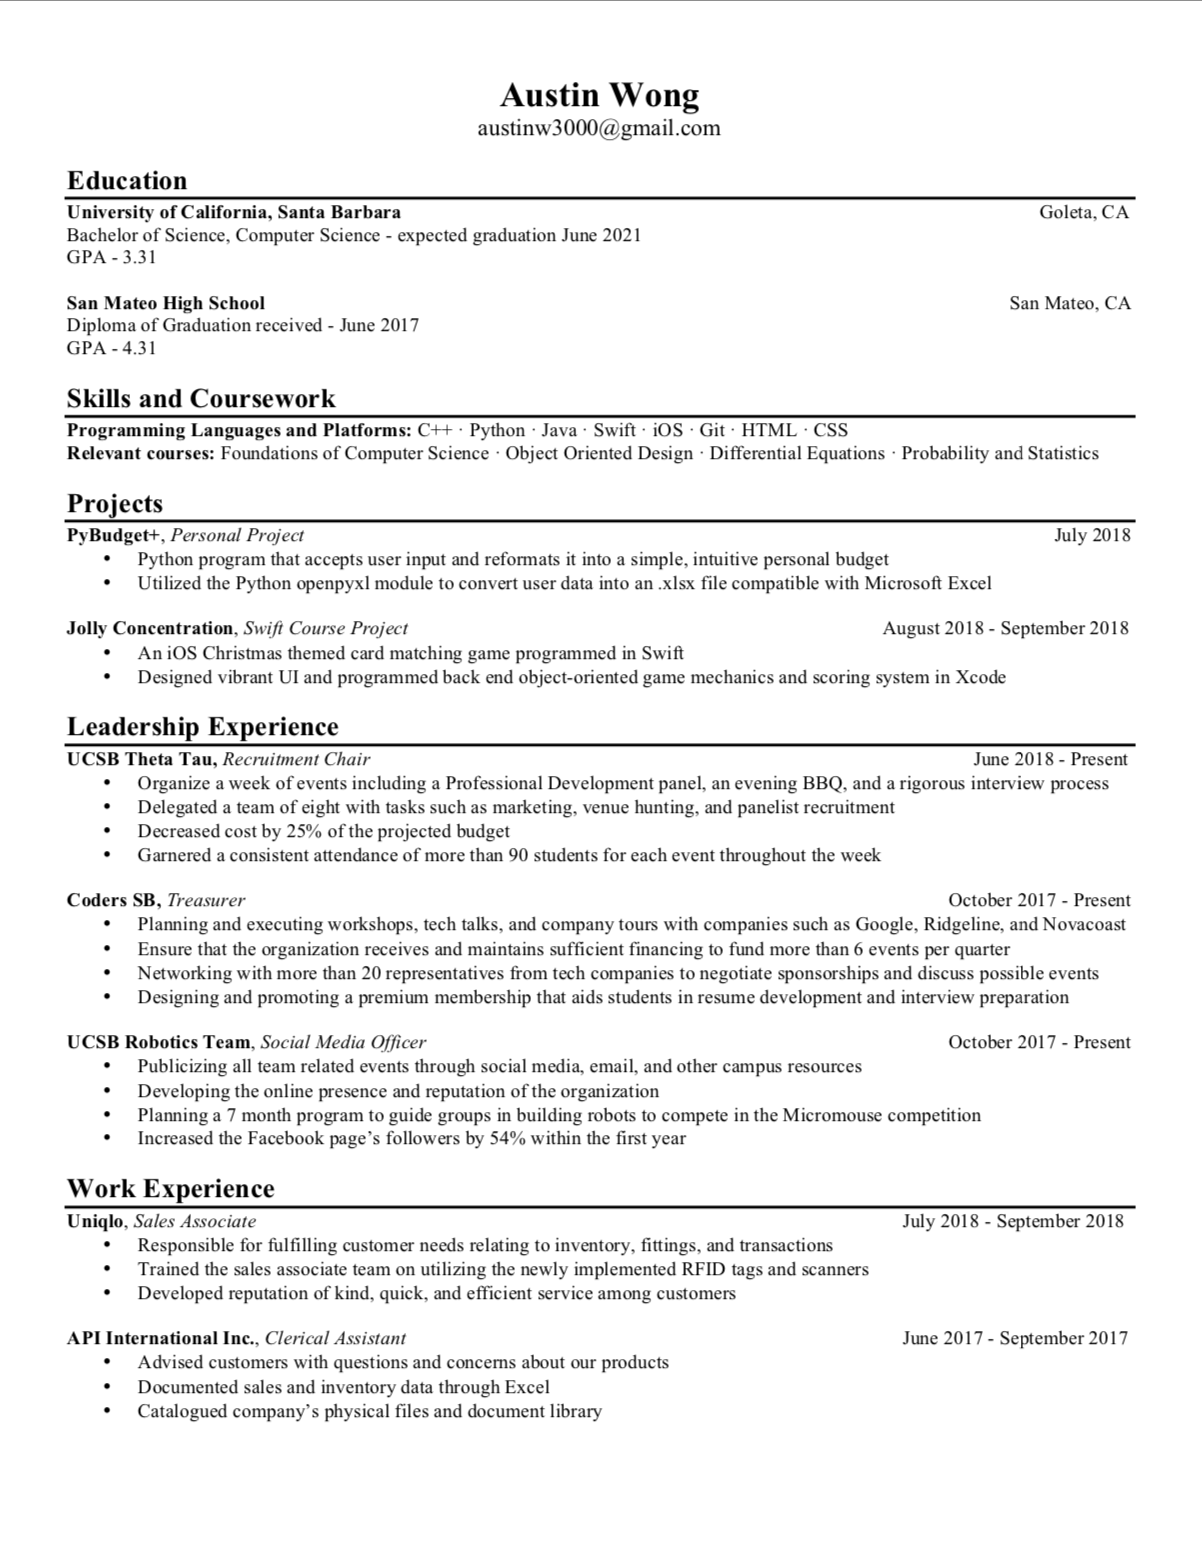 Austin Wong
austinw3000@gmail.com
Education
University of California, Santa Barbara Goleta, CA
Bachelor of Science, Computer Science - expected graduation June 2021
GPA - 3.31
San Mateo High School San Mateo, CA
Diploma of Graduation received - June 2017
GPA - 4.31
Skills and Coursework
Programming Languages and Platforms: C++ · Python · Java · Swift · iOS · Git · HTML · CSS
Relevant courses: Foundations of Computer Science · Object Oriented Design · Differential Equations · Probability and Statistics
Projects
PyBudget+, Personal Project July 2018
• Python program that accepts user input and reformats it into a simple, intuitive personal budget
• Utilized the Python openpyxl module to convert user data into an .xlsx file compatible with Microsoft Excel
Jolly Concentration, Swift Course Project August 2018 - September 2018
• An iOS Christmas themed card matching game programmed in Swift
• Designed vibrant UI and programmed back end object-oriented game mechanics and scoring system in Xcode
Leadership Experience
UCSB Theta Tau, Recruitment Chair June 2018 - Present
• Organize a week of events including a Professional Development panel, an evening BBQ, and a rigorous interview process
• Delegated a team of eight with tasks such as marketing, venue hunting, and panelist recruitment
• Decreased cost by 25% of the projected budget
• Garnered a consistent attendance of more than 90 students for each event throughout the week
Coders SB, Treasurer October 2017 - Present
• Planning and executing workshops, tech talks, and company tours with companies such as Google, Ridgeline, and Novacoast
• Ensure that the organization receives and maintains sufficient financing to fund more than 6 events per quarter
• Networking with more than 20 representatives from tech companies to negotiate sponsorships and discuss possible events
• Designing and promoting a premium membership that aids students in resume development and interview preparation
UCSB Robotics Team, Social Media Officer October 2017 - Present
• Publicizing all team related events through social media, email, and other campus resources
• Developing the online presence and reputation of the organization
• Planning a 7 month program to guide groups in building robots to compete in the Micromouse competition
• Increased the Facebook page’s followers by 54% within the first year
Work Experience
Uniqlo, Sales Associate July 2018 - September 2018
• Responsible for fulfilling customer needs relating to inventory, fittings, and transactions
• Trained the sales associate team on utilizing the newly implemented RFID tags and scanners
• Developed reputation of kind, quick, and efficient service among customers
API International Inc., Clerical Assistant June 2017 - September 2017
• Advised customers with questions and concerns about our products
• Documented sales and inventory data through Excel
• Catalogued company’s physical files and document library